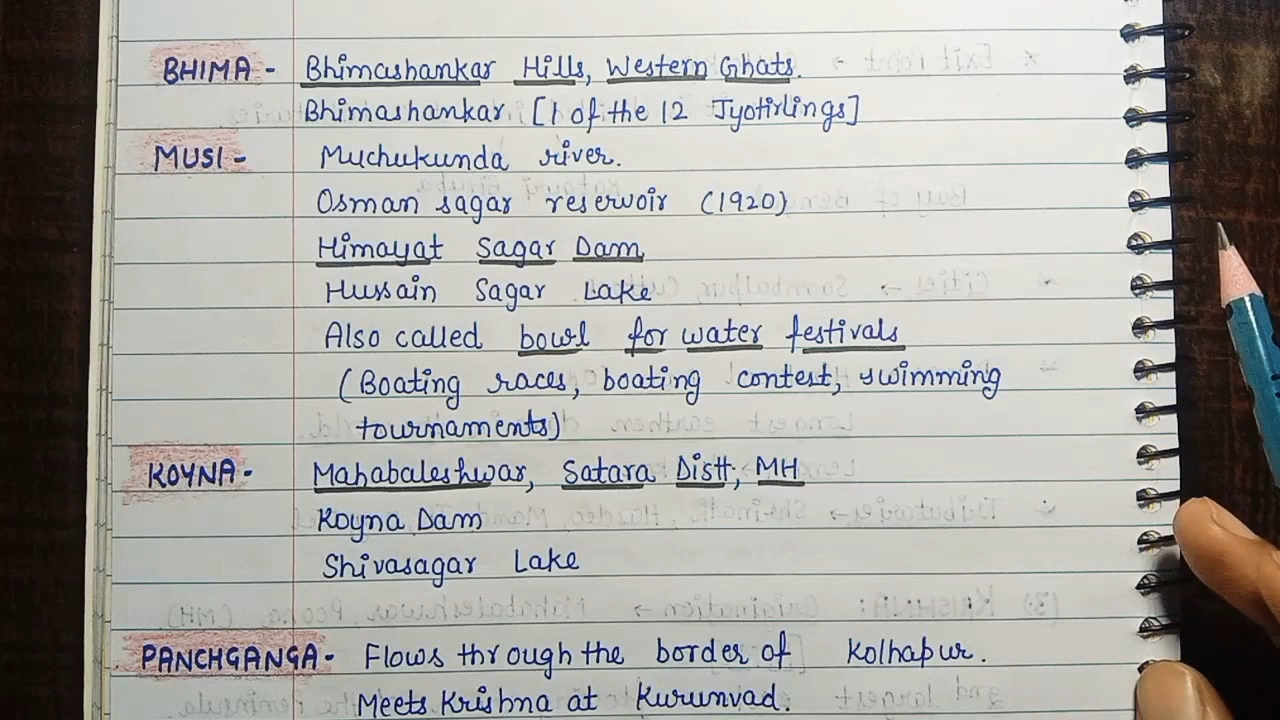 BHIMA - Bhimashankar Hills, Western Ghats.
Bhimashankar [1 of the 12 Jyotirlings]
MUSI - Muchukunda river.
Osman sagar reservoir (1920)
Himayat Sagar Dam
Hussain Sagar Lake
Also called bowl for water festivals
(Boating races, boating contest, swimming
tournaments)
KOYNA - Mahabaleshwar, Satara Distt, MH
Koyna Dam
Shivasagar Lake
PANCHGANGA - Flows through the border of Kolhapur.
Meets Krishna at Kurunvad.